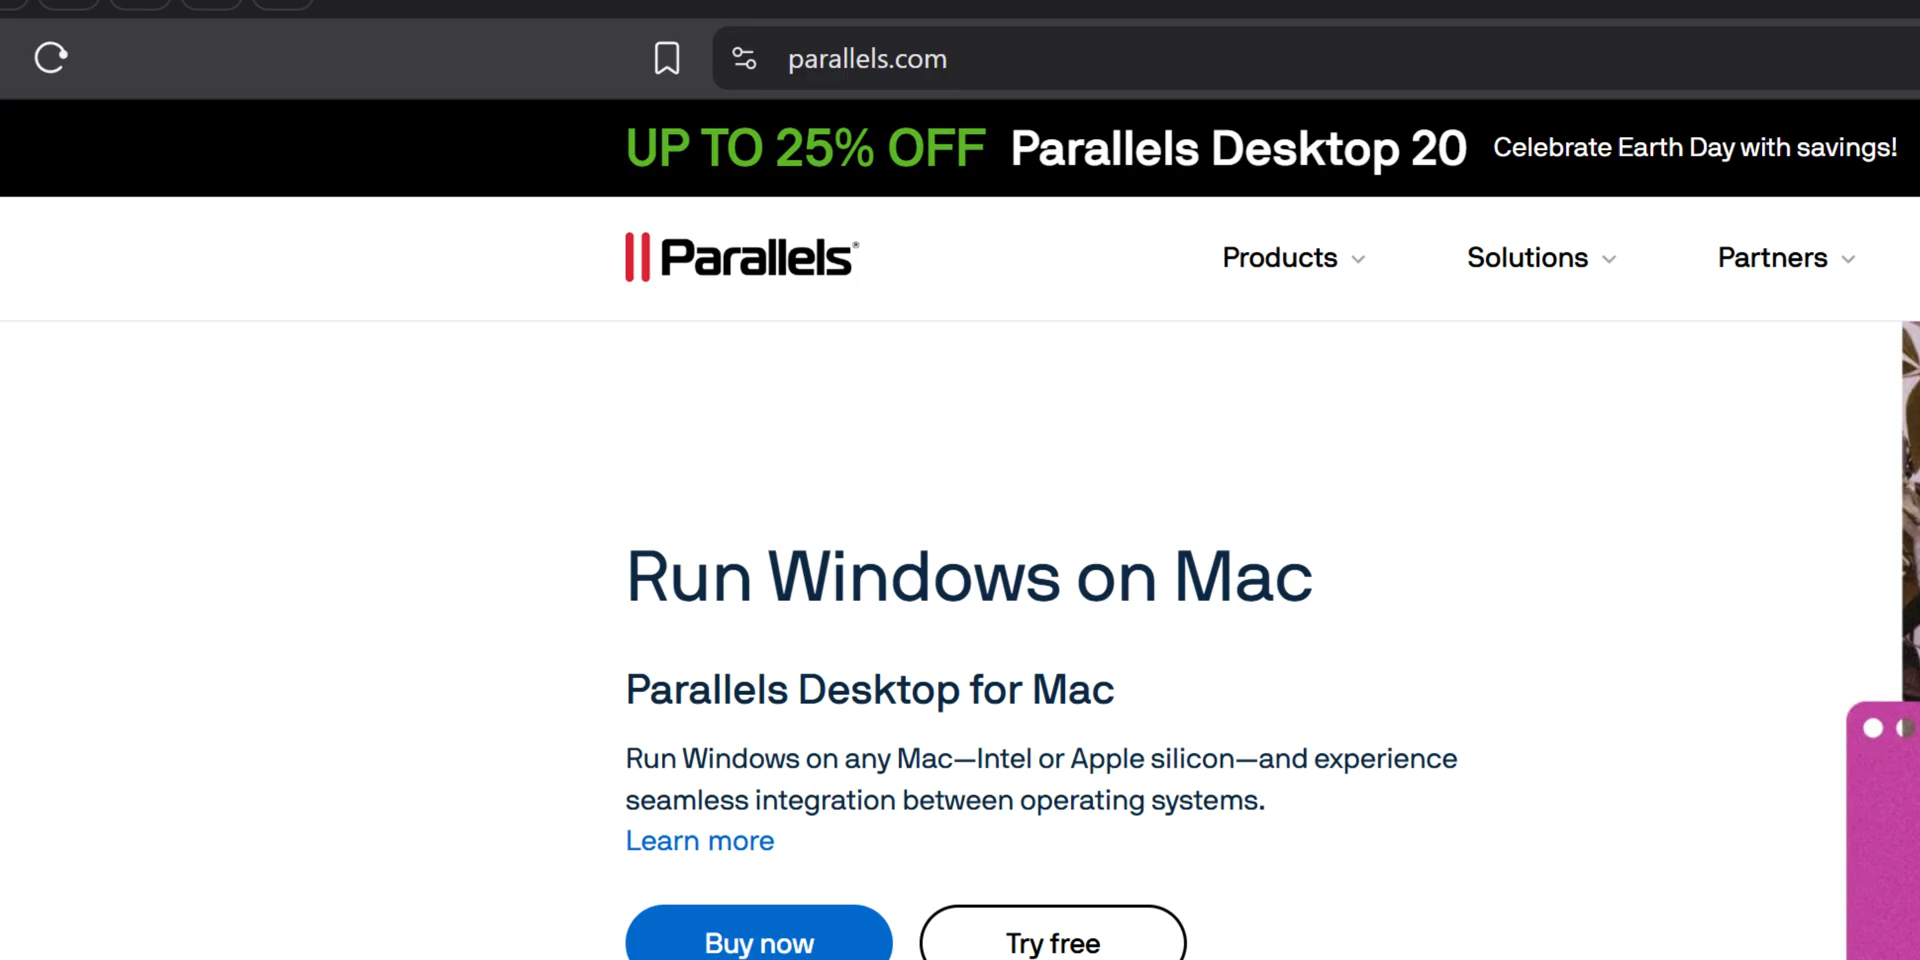 parallels.com
UP TO 25% OFF Parallels Desktop 20 Celebrate Earth Day with savings!
Parallels® Products Solutions Partners
Run Windows on Mac
Parallels Desktop for Mac
Run Windows on any Mac—Intel or Apple silicon—and experience
seamless integration between operating systems.
Learn more
Buy now Try free